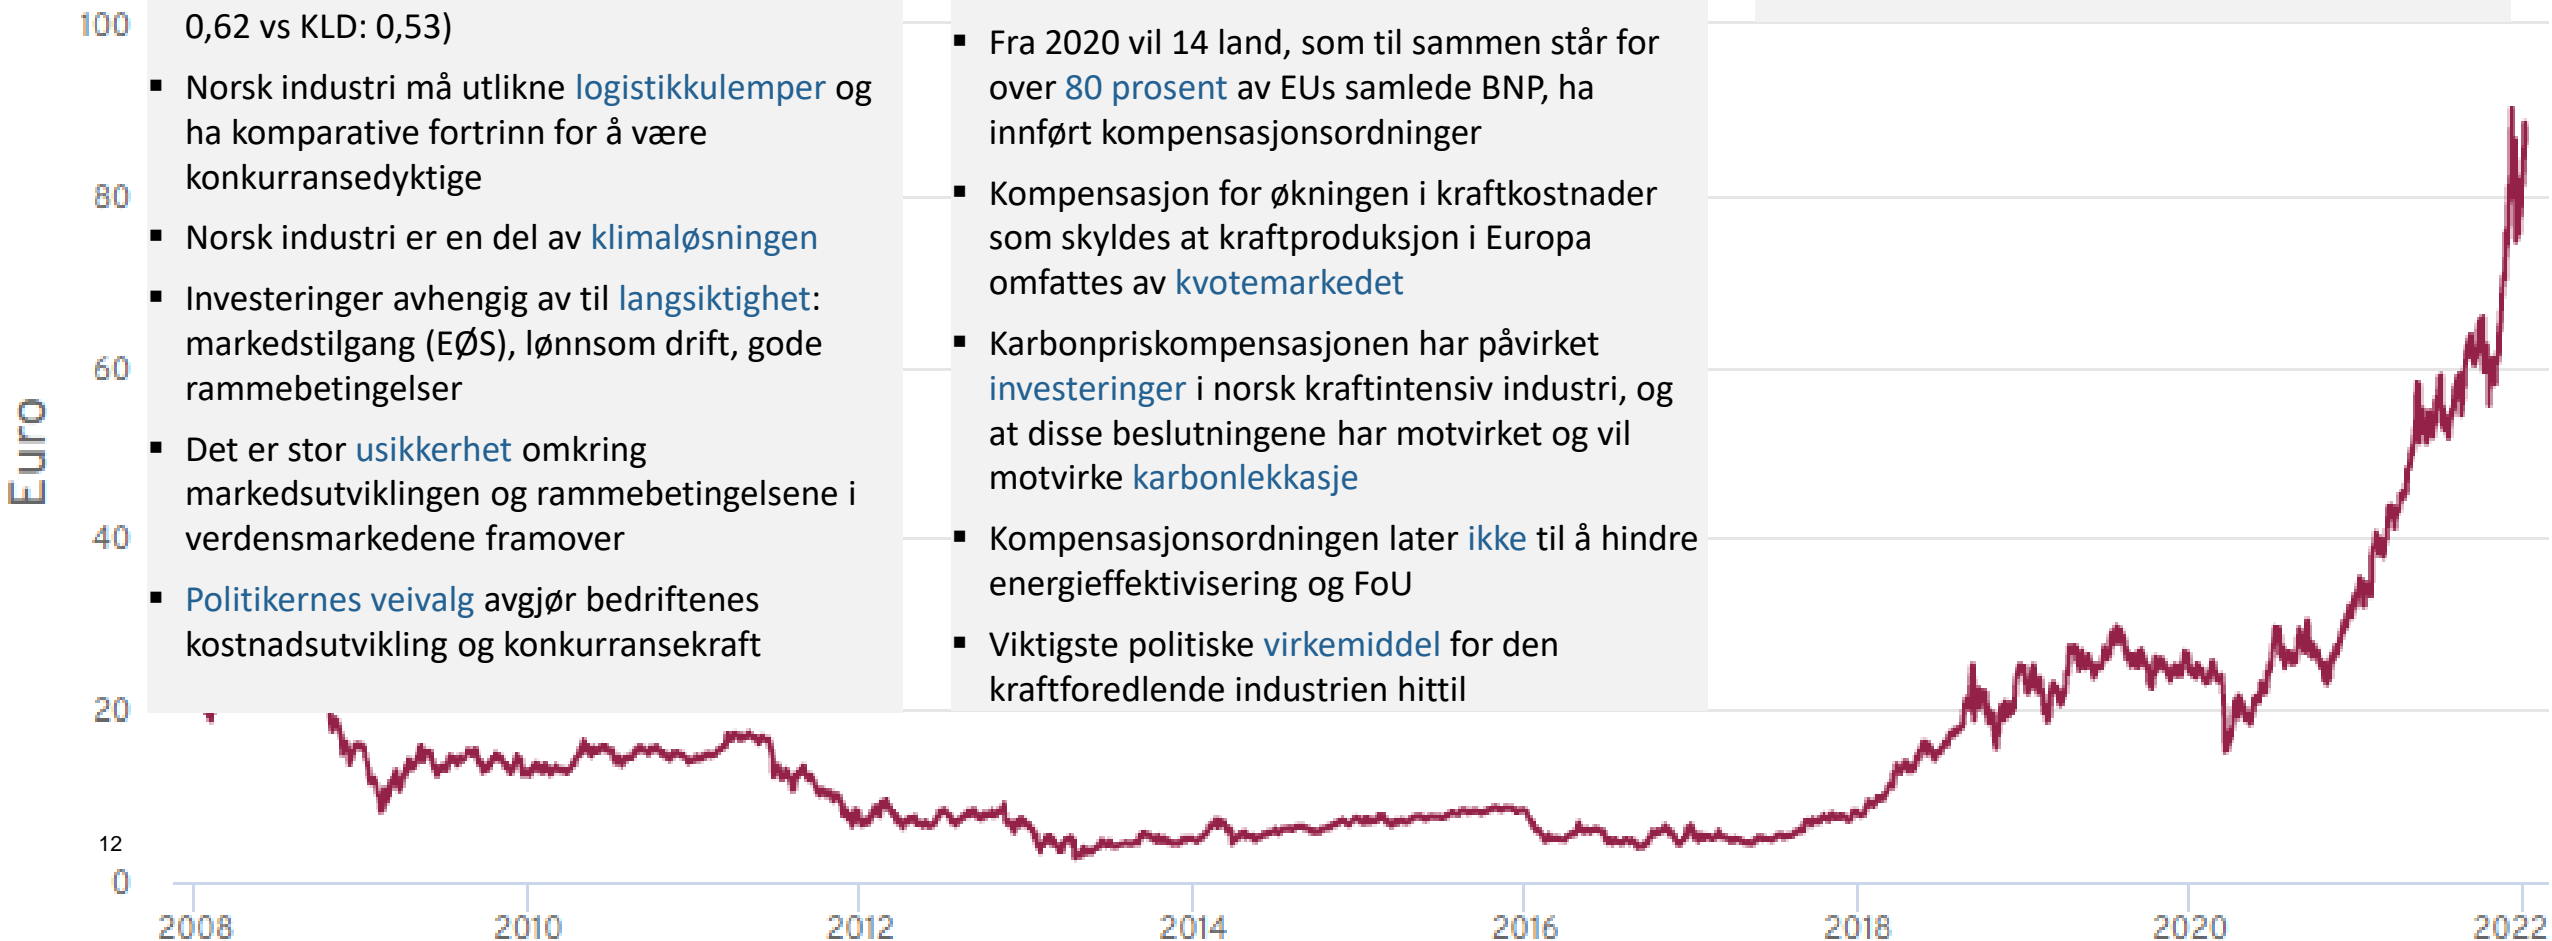 0,62 vs KLD: 0,53)
▪ Norsk industri må utlikne logistikkulemper og
ha komparative fortrinn for å være
konkurransedyktige
▪ Norsk industri er en del av klimaløsningen
▪ Investeringer avhengig av til langsiktighet:
markedstilgang (EØS), lønnsom drift, gode
rammebetingelser
▪ Det er stor usikkerhet omkring
markedsutviklingen og rammebetingelsene i
verdensmarkedene framover
▪ Politikernes veivalg avgjør bedriftenes
kostnadsutvikling og konkurransekraft
▪ Fra 2020 vil 14 land, som til sammen står for
over 80 prosent av EUs samlede BNP, ha
innført kompensasjonsordninger
▪ Kompensasjon for økningen i kraftkostnader
som skyldes at kraftproduksjon i Europa
omfattes av kvotemarkedet
▪ Karbonpriskompensasjonen har påvirket
investeringer i norsk kraftintensiv industri, og
at disse beslutningene har motvirket og vil
motvirke karbonlekkasje
▪ Kompensasjonsordningen later ikke til å hindre
energieffektivisering og FoU
▪ Viktigste politiske virkemiddel for den
kraftforedlende industrien hittil
Euro
100
80
60
40
20
12
0
2008 2010 2012 2014 2016 2018 2020 2022